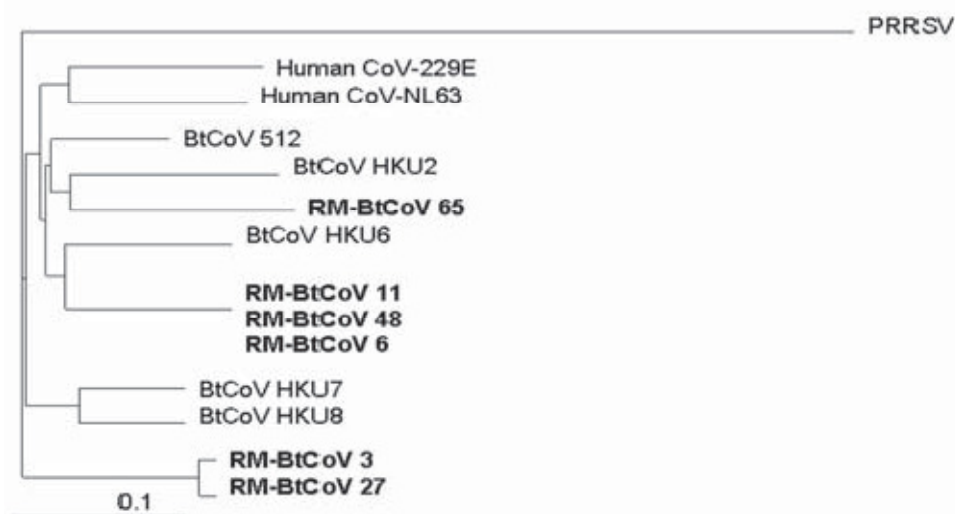 PRRSV
Human CoV-229E
Human CoV-NL63
BtCoV 512
BtCoV HKU2
RM-BtCoV 65
BtCoV HKU6
RM-BtCoV 11
RM-BtCoV 48
RM-BtCoV 6
BtCoV HKU7
BtCoV HKU8
RM-BtCoV 3
RM-BtCoV 27
0.1